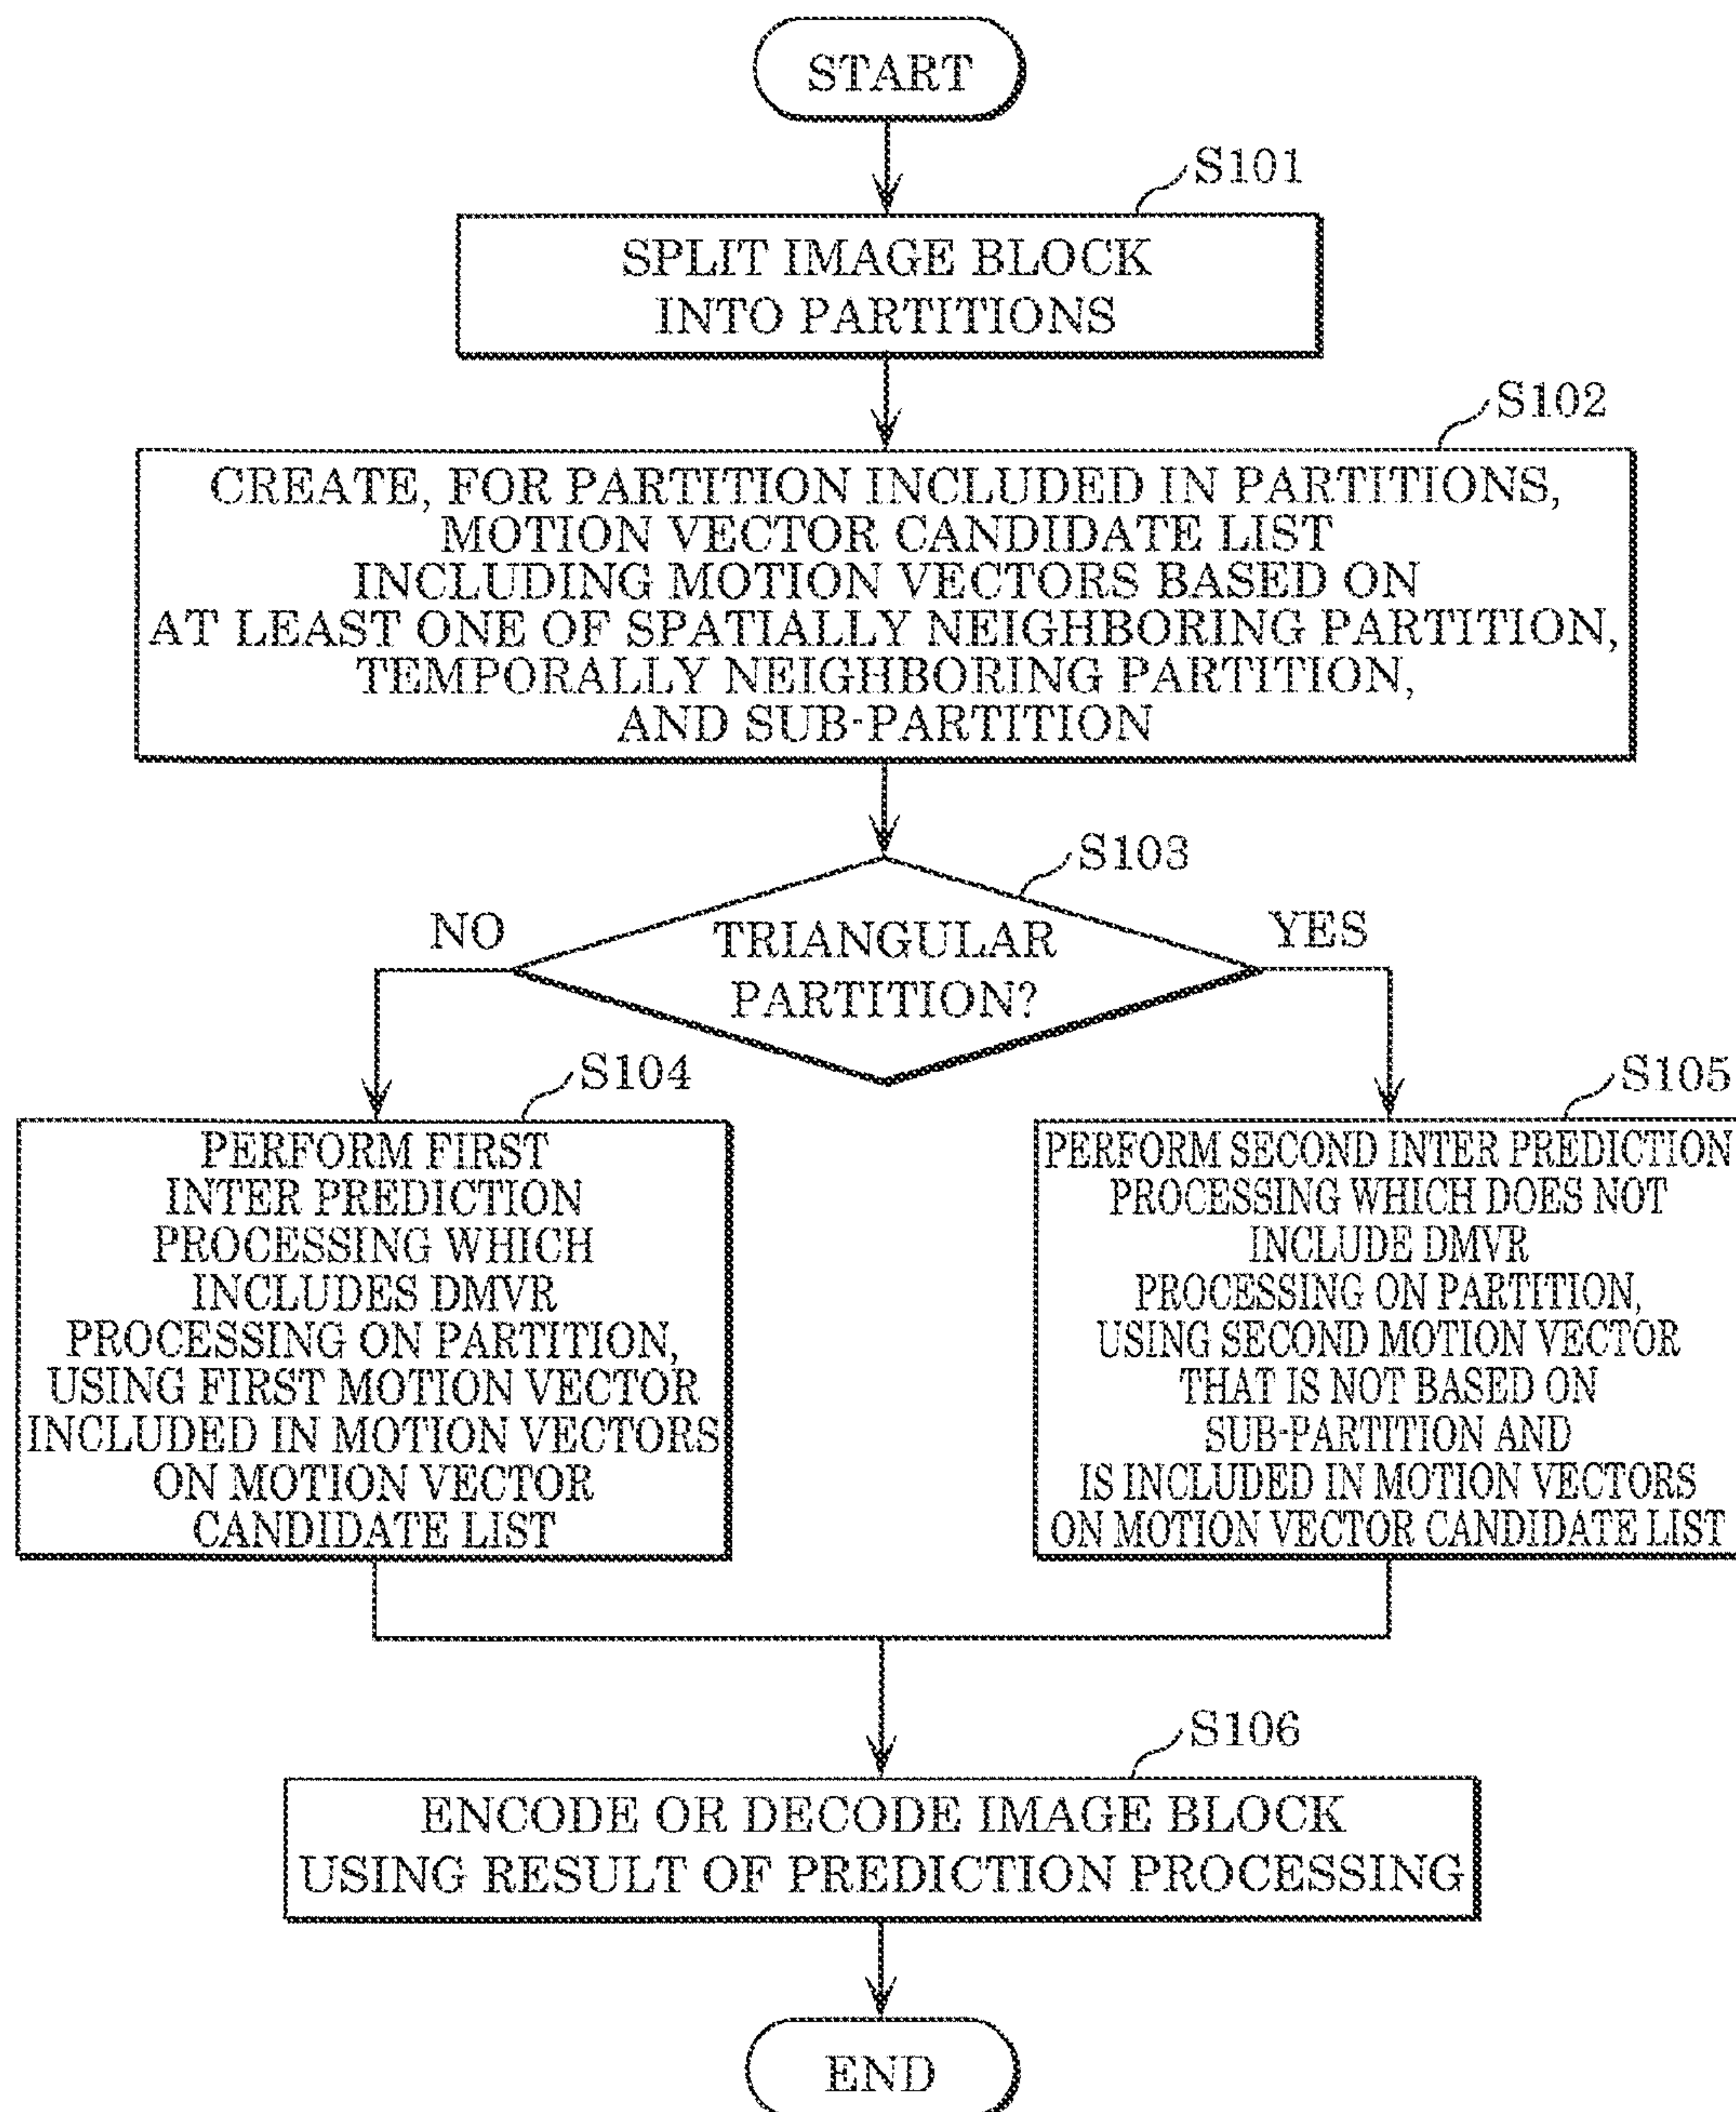 START
S101
SPLIT IMAGE BLOCK
INTO PARTITIONS
S102
CREATE, FOR PARTITION INCLUDED IN PARTITIONS,
MOTION VECTOR CANDIDATE LIST
INCLUDING MOTION VECTORS BASED ON
AT LEAST ONE OF SPATIALLY NEIGHBORING PARTITION,
TEMPORALLY NEIGHBORING PARTITION,
AND SUB-PARTITION
S103
NO
TRIANGULAR
PARTITION?
YES
S104
PERFORM FIRST
INTER PREDICTION
PROCESSING WHICH
INCLUDES DMVR
PROCESSING ON PARTITION,
USING FIRST MOTION VECTOR
INCLUDED IN MOTION VECTORS
ON MOTION VECTOR
CANDIDATE LIST
S105
PERFORM SECOND INTER PREDICTION
PROCESSING WHICH DOES NOT
INCLUDE DMVR
PROCESSING ON PARTITION,
USING SECOND MOTION VECTOR
THAT IS NOT BASED ON
SUB-PARTITION AND
IS INCLUDED IN MOTION VECTORS
ON MOTION VECTOR CANDIDATE LIST
S106
ENCODE OR DECODE IMAGE BLOCK
USING RESULT OF PREDICTION PROCESSING
END